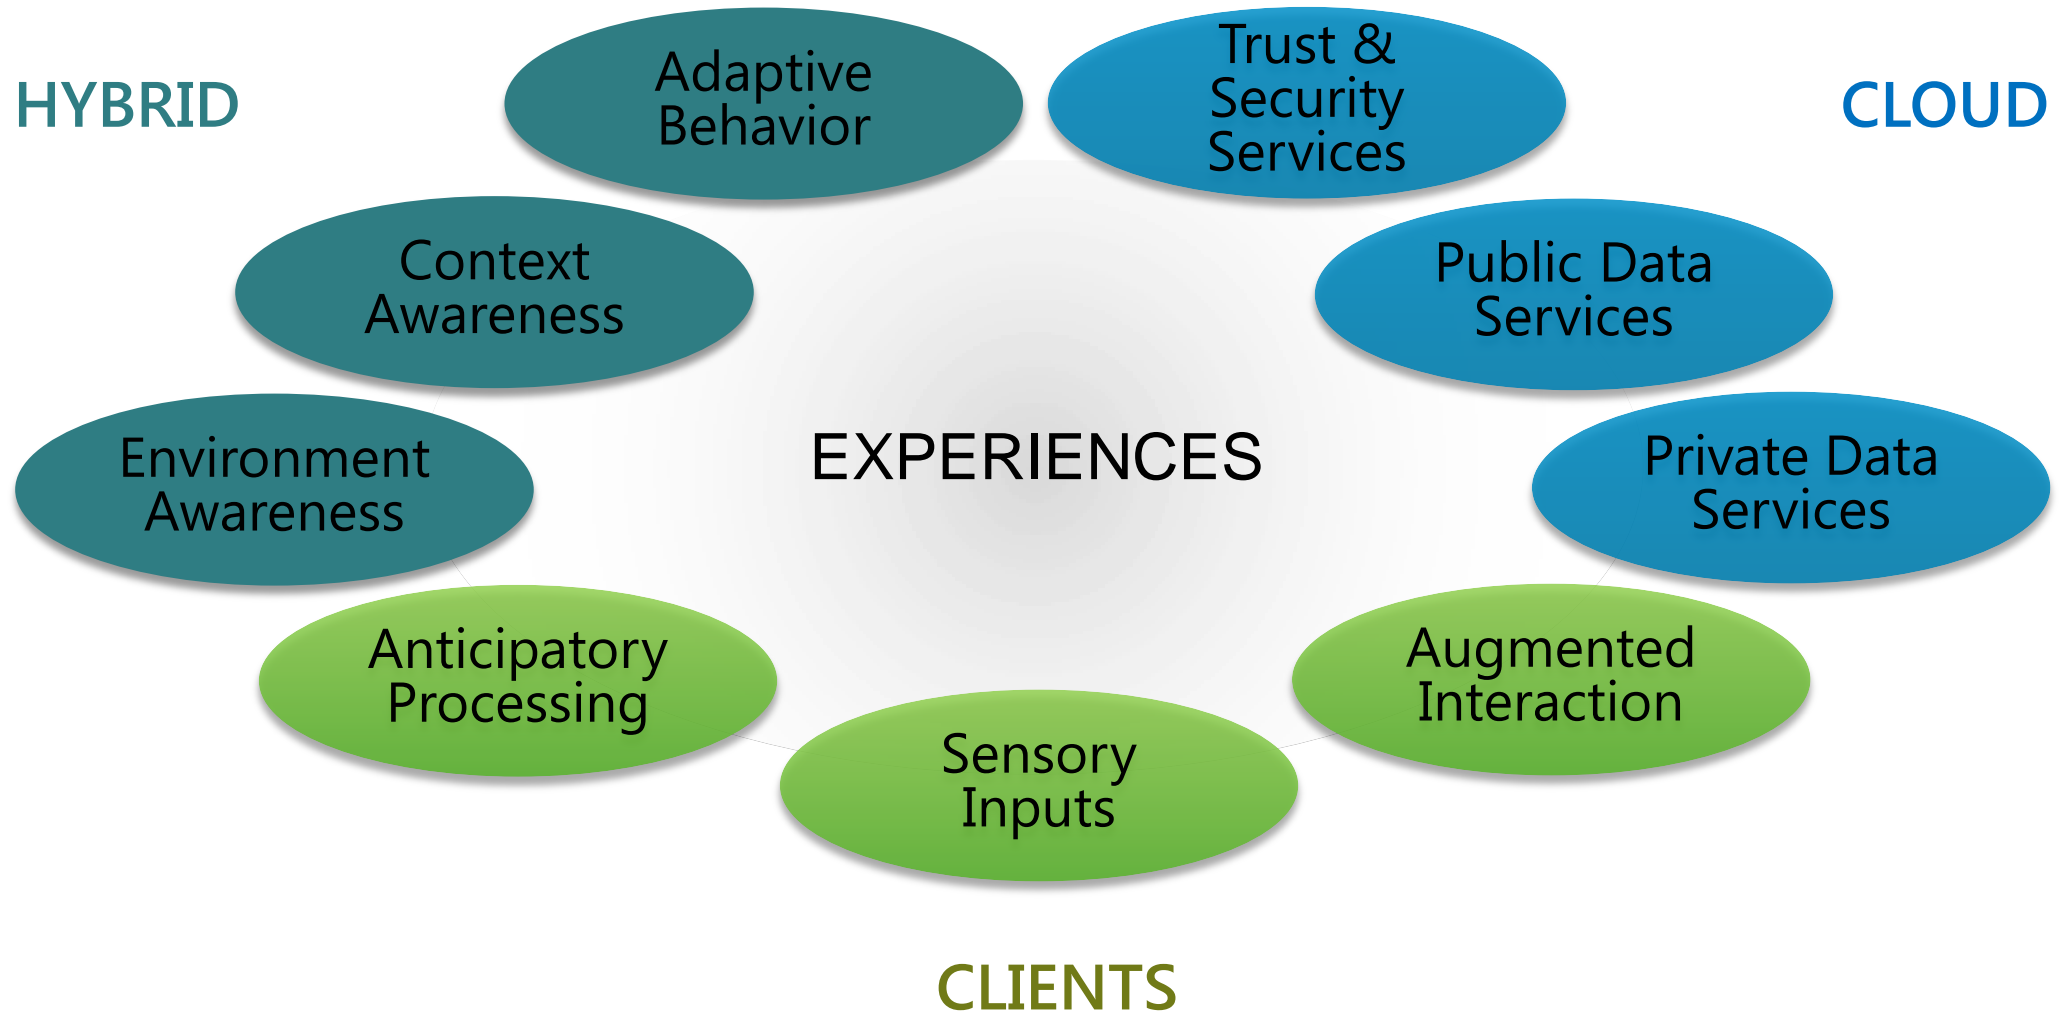 HYBRID
Adaptive
Behavior
Trust &
Security
Services
CLOUD
Context
Awareness
Public Data
Services
Environment
Awareness
EXPERIENCES
Private Data
Services
Anticipatory
Processing
Sensory
Inputs
Augmented
Interaction
CLIENTS